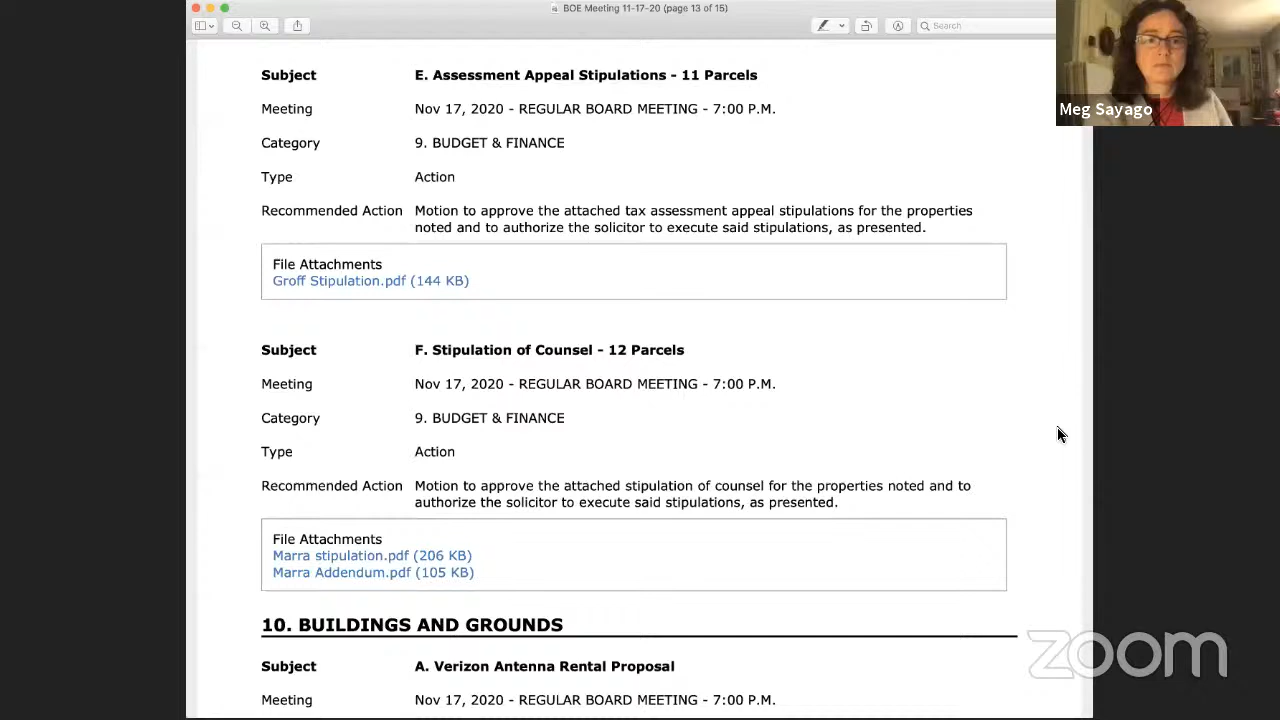 BOE Meeting 11-17-20 (page 13 of 15)
Search
Meg Sayago
Subject E. Assessment Appeal Stipulations - 11 Parcels
Meeting Nov 17, 2020 - REGULAR BOARD MEETING - 7:00 P.M.
Category 9. BUDGET & FINANCE
Type Action
Recommended Action Motion to approve the attached tax assessment appeal stipulations for the properties
noted and to authorize the solicitor to execute said stipulations, as presented.
File Attachments
Groff Stipulation.pdf (144 KB)
Subject F. Stipulation of Counsel - 12 Parcels
Meeting Nov 17, 2020 - REGULAR BOARD MEETING - 7:00 P.M.
Category 9. BUDGET & FINANCE
Type Action
Recommended Action Motion to approve the attached stipulation of counsel for the properties noted and to
authorize the solicitor to execute said stipulations, as presented.
File Attachments
Marra stipulation.pdf (206 KB)
Marra Addendum.pdf (105 KB)
10. BUILDINGS AND GROUNDS
Subject A. Verizon Antenna Rental Proposal
Meeting Nov 17, 2020 - REGULAR BOARD MEETING - 7:00 P.M.
zoom